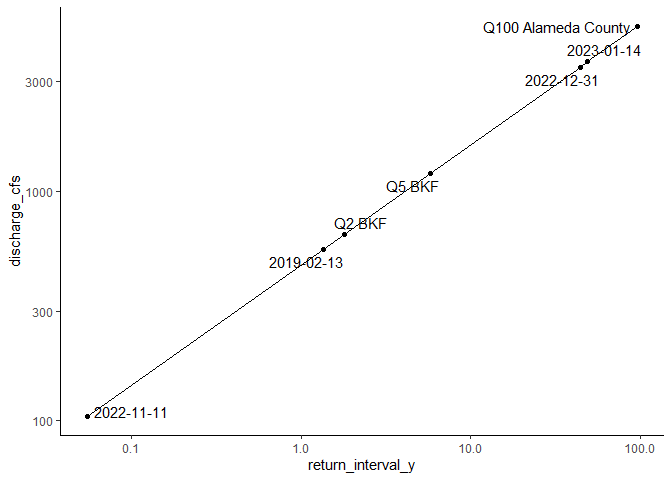 Q100 Alameda County
2023-01-14
3000
2022-12-31
1000
Q5 BKF
Q2 BKF
2019-02-13
300
2022-11-11
100
0.1
1.0
10.0
100.0
return_interval_y
discharge_cfs